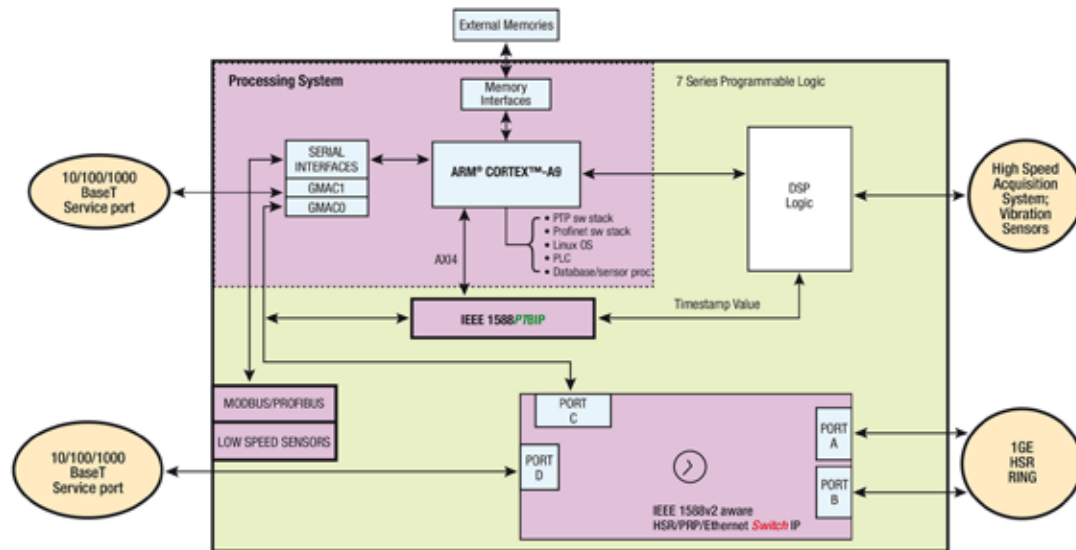 External Memories
Processing System
7 Series Programmable Logic
Memory
Interfaces
SERIAL
INTERFACES
GMAC1
GMAC0
ARM® CORTEX™-A9
10/100/1000
BaseT
Service port
DSP
Logic
High Speed
Acquisition
System;
Vibration
Sensors
• PTP sw stack
• Profinet sw stack
• Linux OS
• PLC
• Database/sensor proc.
AXI4
Timestamp Value
IEEE 1588PTBIP
MODBUS/PROFIBUS
LOW SPEED SENSORS
PORT
C
PORT
A
PORT
D
PORT
B
10/100/1000
BaseT
Service port
1GE
HSR
RING
IEEE 1588v2 aware
HSR/PRP/Ethernet Switch IP